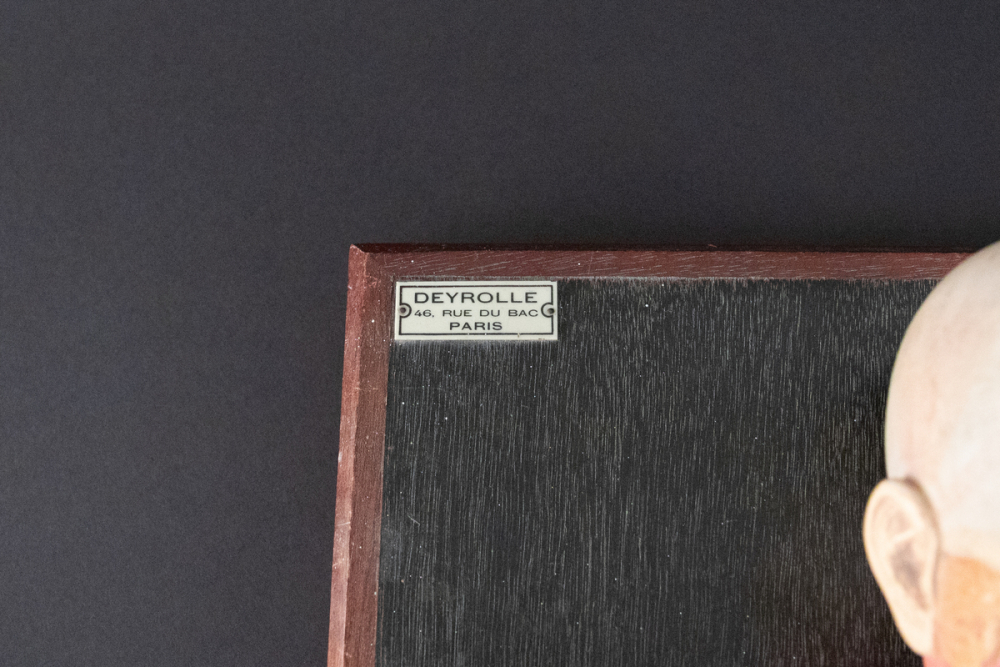 DEYROLLE
46, RUE DU BAC
PARIS